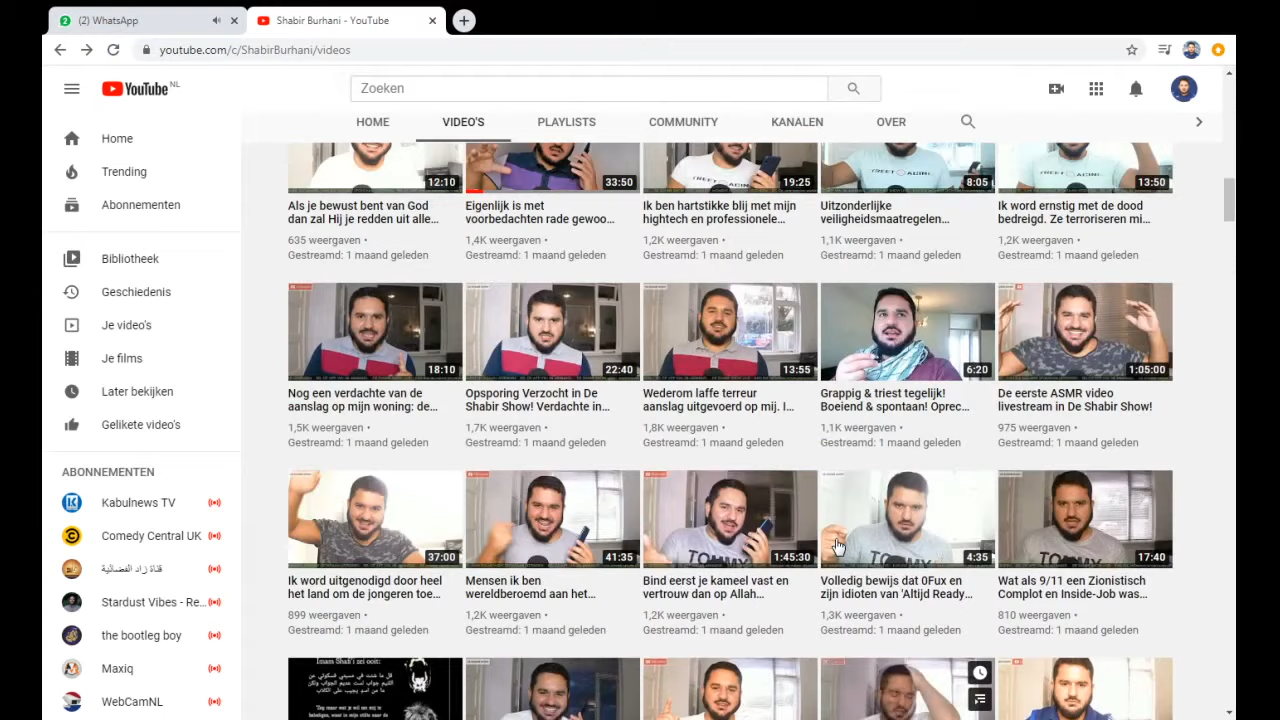 (2) WhatsApp
Shabir Burhani - YouTube
youtube.com/c/ShabirBurhani/videos
YouTube NL
Zoeken
HOME
VIDEO'S
PLAYLISTS
COMMUNITY
KANALEN
OVER
Home
Trending
Abonnementen
Bibliotheek
Geschiedenis
Je video's
Je films
Later bekijken
Gelikete video's
ABONNEMENTEN
Kabulnews TV
Comedy Central UK
قناة زاد الفضائية
Stardust Vibes - Re...
the bootleg boy
Maxiq
WebCamNL
12:10
33:50
19:25
8:05
13:50
Als je bewust bent van God
dan zal Hij je redden uit alle...
635 weergaven •
Gestreamd: 1 maand geleden
Eigenlijk is met
voorbedachten rade gewoo...
1,4K weergaven •
Gestreamd: 1 maand geleden
Ik ben hartstikke blij met mijn
hightech en professionele...
1,2K weergaven •
Gestreamd: 1 maand geleden
Uitzonderlijke
veiligheidsmaatregelen...
1,1K weergaven •
Gestreamd: 1 maand geleden
Ik word ernstig met de dood
bedreigd. Ze terroriseren mi...
1,2K weergaven •
Gestreamd: 1 maand geleden
18:10
22:40
13:55
6:20
1:05:00
Nog een verdachte van de
aanslag op mijn woning: de...
1,5K weergaven •
Gestreamd: 1 maand geleden
Opsporing Verzocht in De
Shabir Show! Verdachte in...
1,7K weergaven •
Gestreamd: 1 maand geleden
Wederom laffe terreur
aanslag uitgevoerd op mij. I...
1,8K weergaven •
Gestreamd: 1 maand geleden
Grappig & triest tegelijk!
Boeiend & spontaan! Oprec...
1,1K weergaven •
Gestreamd: 1 maand geleden
De eerste ASMR video
livestream in De Shabir Show!
975 weergaven •
Gestreamd: 1 maand geleden
37:00
41:35
1:45:30
4:35
17:40
Ik word uitgenodigd door heel
het land om de jongeren toe...
899 weergaven •
Gestreamd: 1 maand geleden
Mensen ik ben
wereldberoemd aan het...
1,2K weergaven •
Gestreamd: 1 maand geleden
Bind eerst je kameel vast en
vertrouw dan op Allah...
1,2K weergaven •
Gestreamd: 1 maand geleden
Volledig bewijs dat 0Fux en
zijn idioten van 'Altijd Ready...
1,3K weergaven •
Gestreamd: 1 maand geleden
Wat als 9/11 een Zionistisch
Complot en Inside-Job was...
810 weergaven •
Gestreamd: 1 maand geleden
Imam Shafi'i zei ooit: